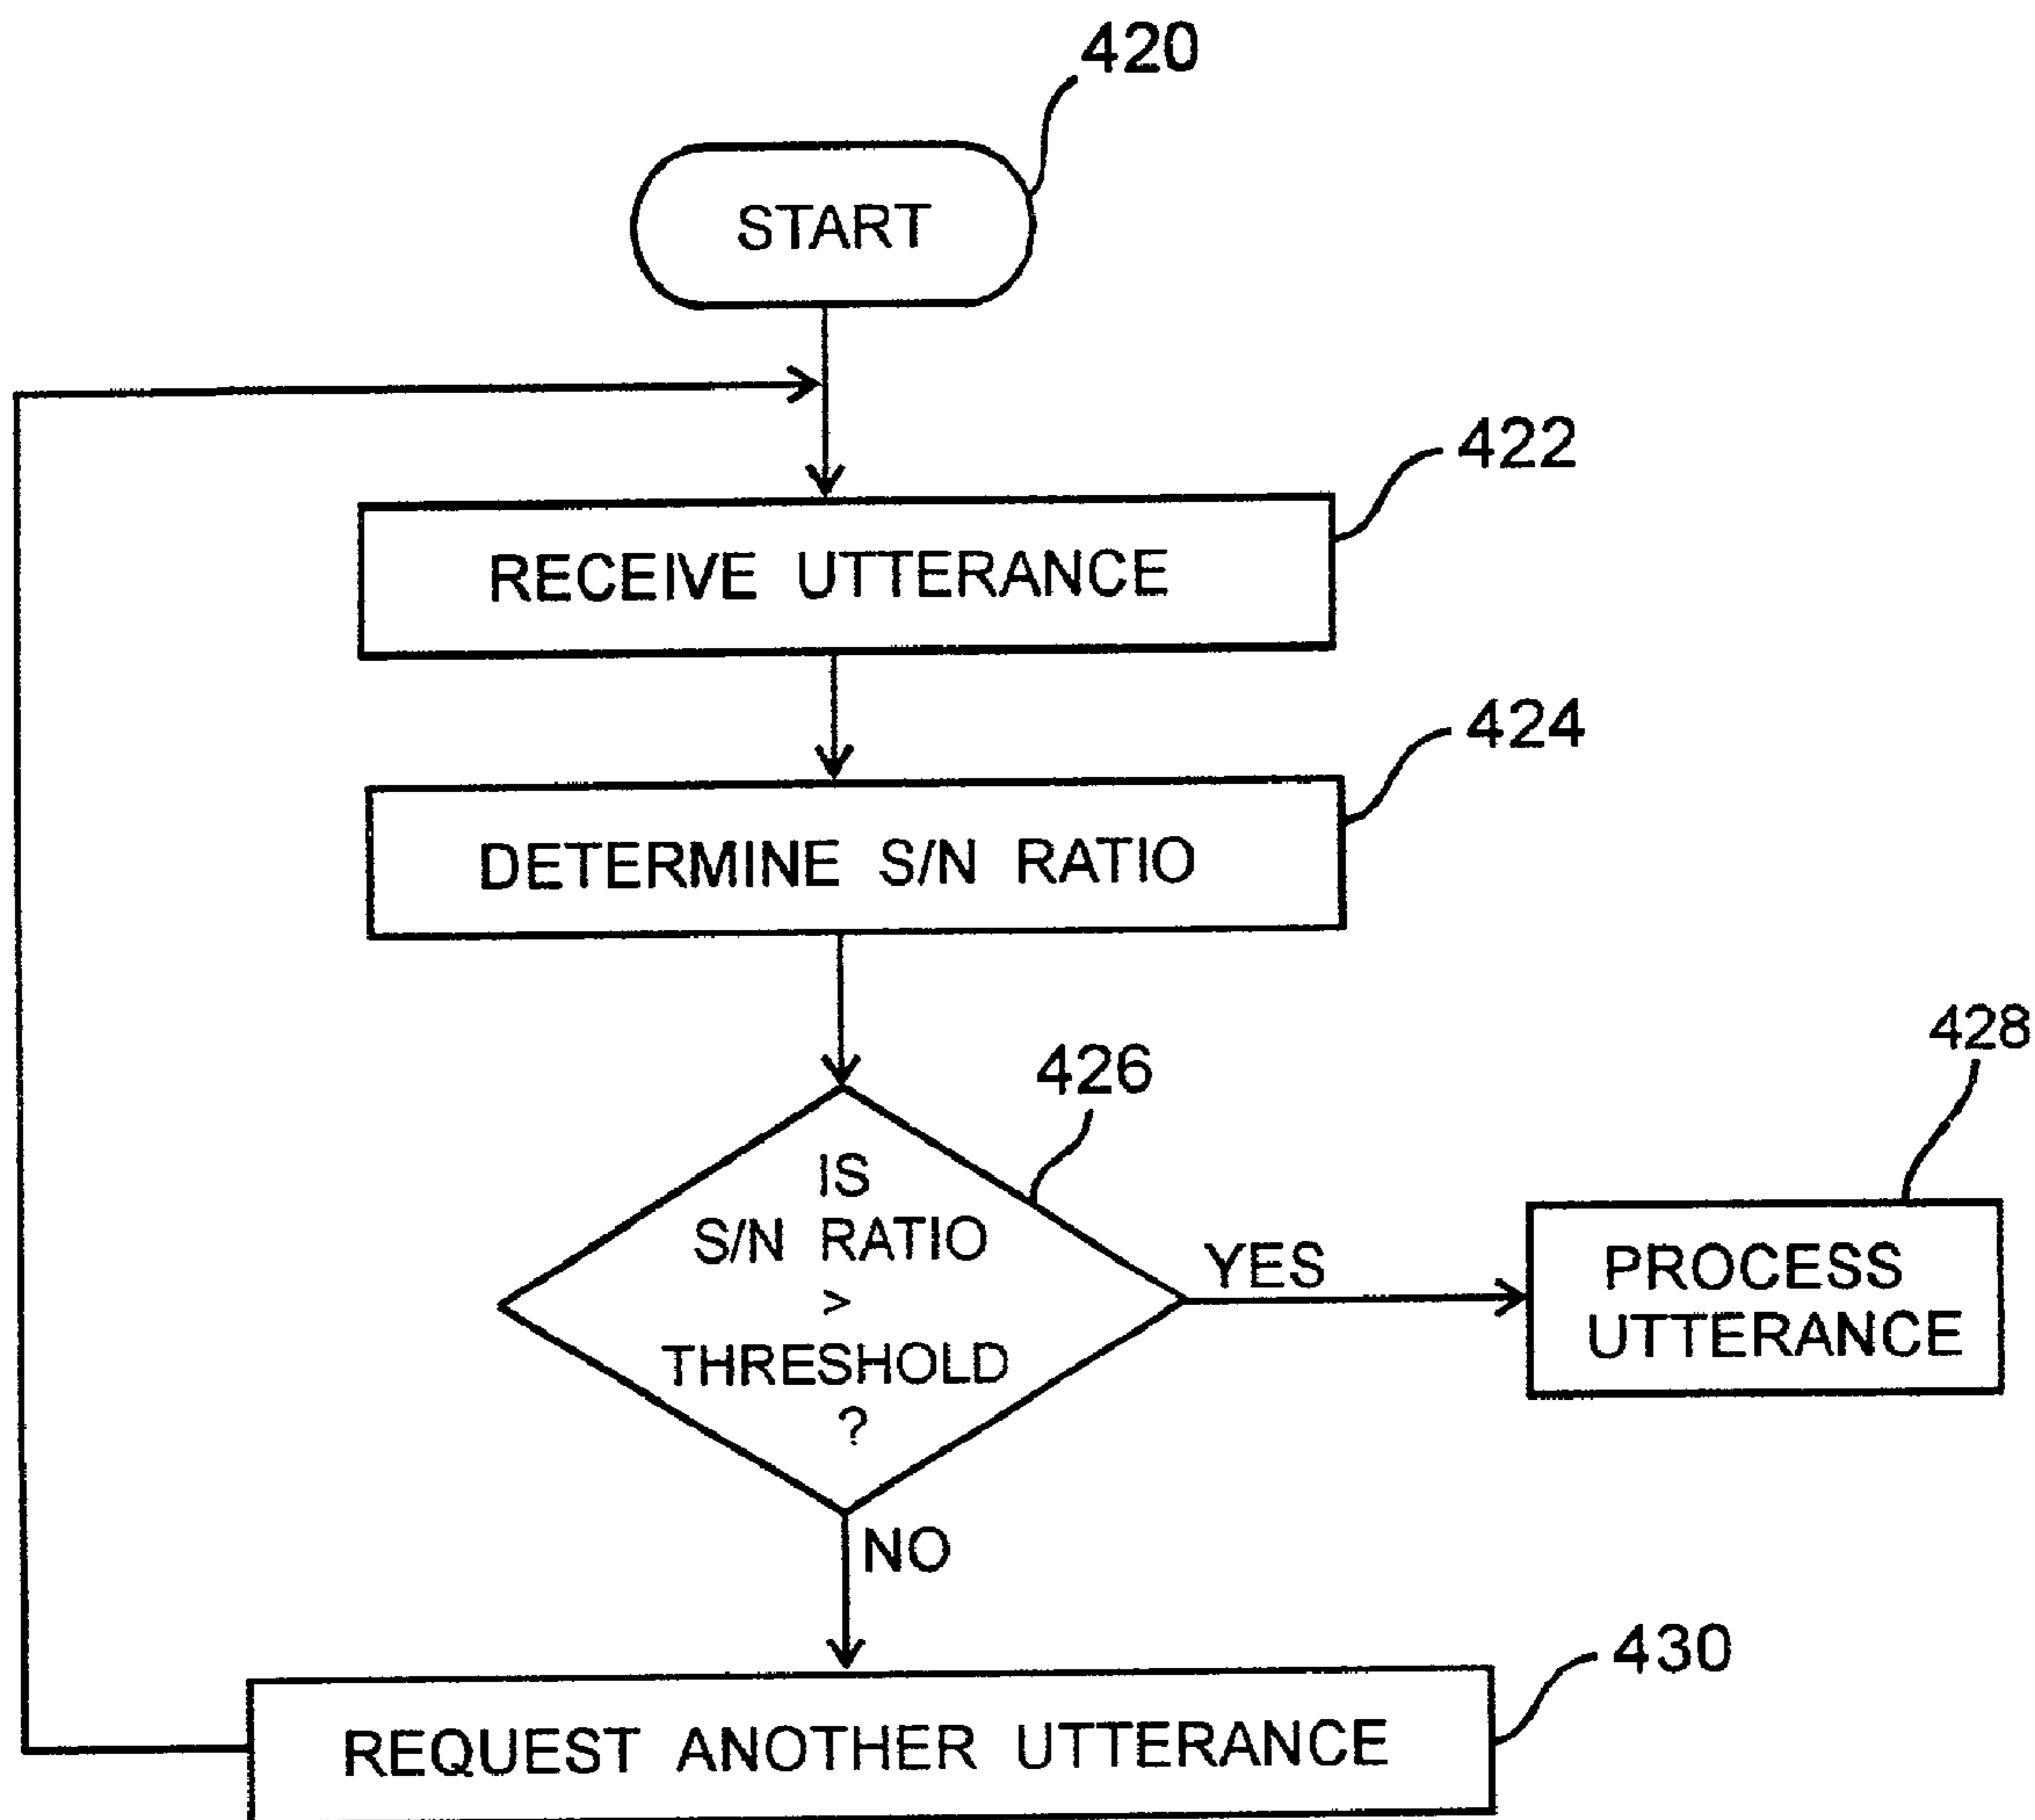 420
START
422
RECEIVE UTTERANCE
424
DETERMINE S/N RATIO
426
IS
S/N RATIO
>
THRESHOLD
?
YES
428
PROCESS
UTTERANCE
NO
430
REQUEST ANOTHER UTTERANCE